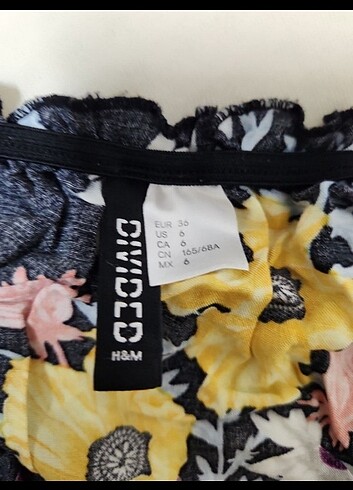 DIVIDED
H&M
EUR 36
US 6
CA 6
CN 165/68A
MX 6